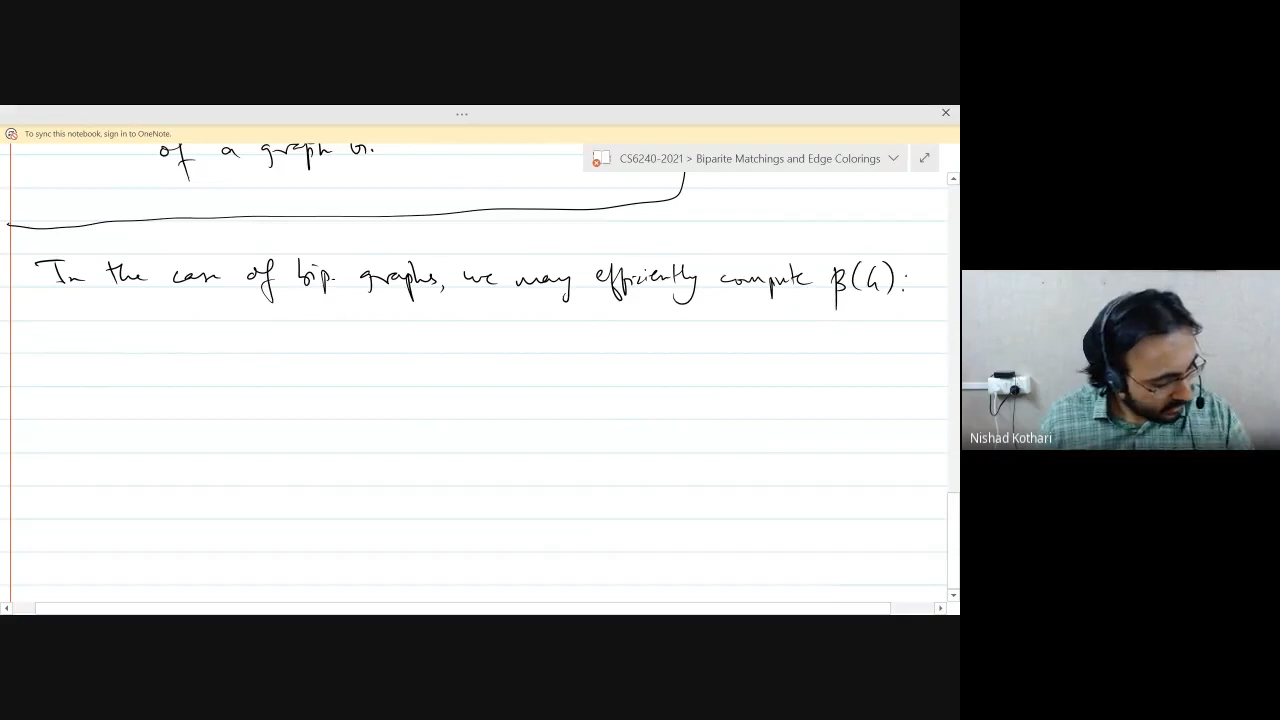 To sync this notebook, sign in to OneNote.
of a graph G.
CS6240-2021 > Biparite Matchings and Edge Colorings
In the case of bip. graphs, we may efficiently compute β(G):
Nishad Kothari